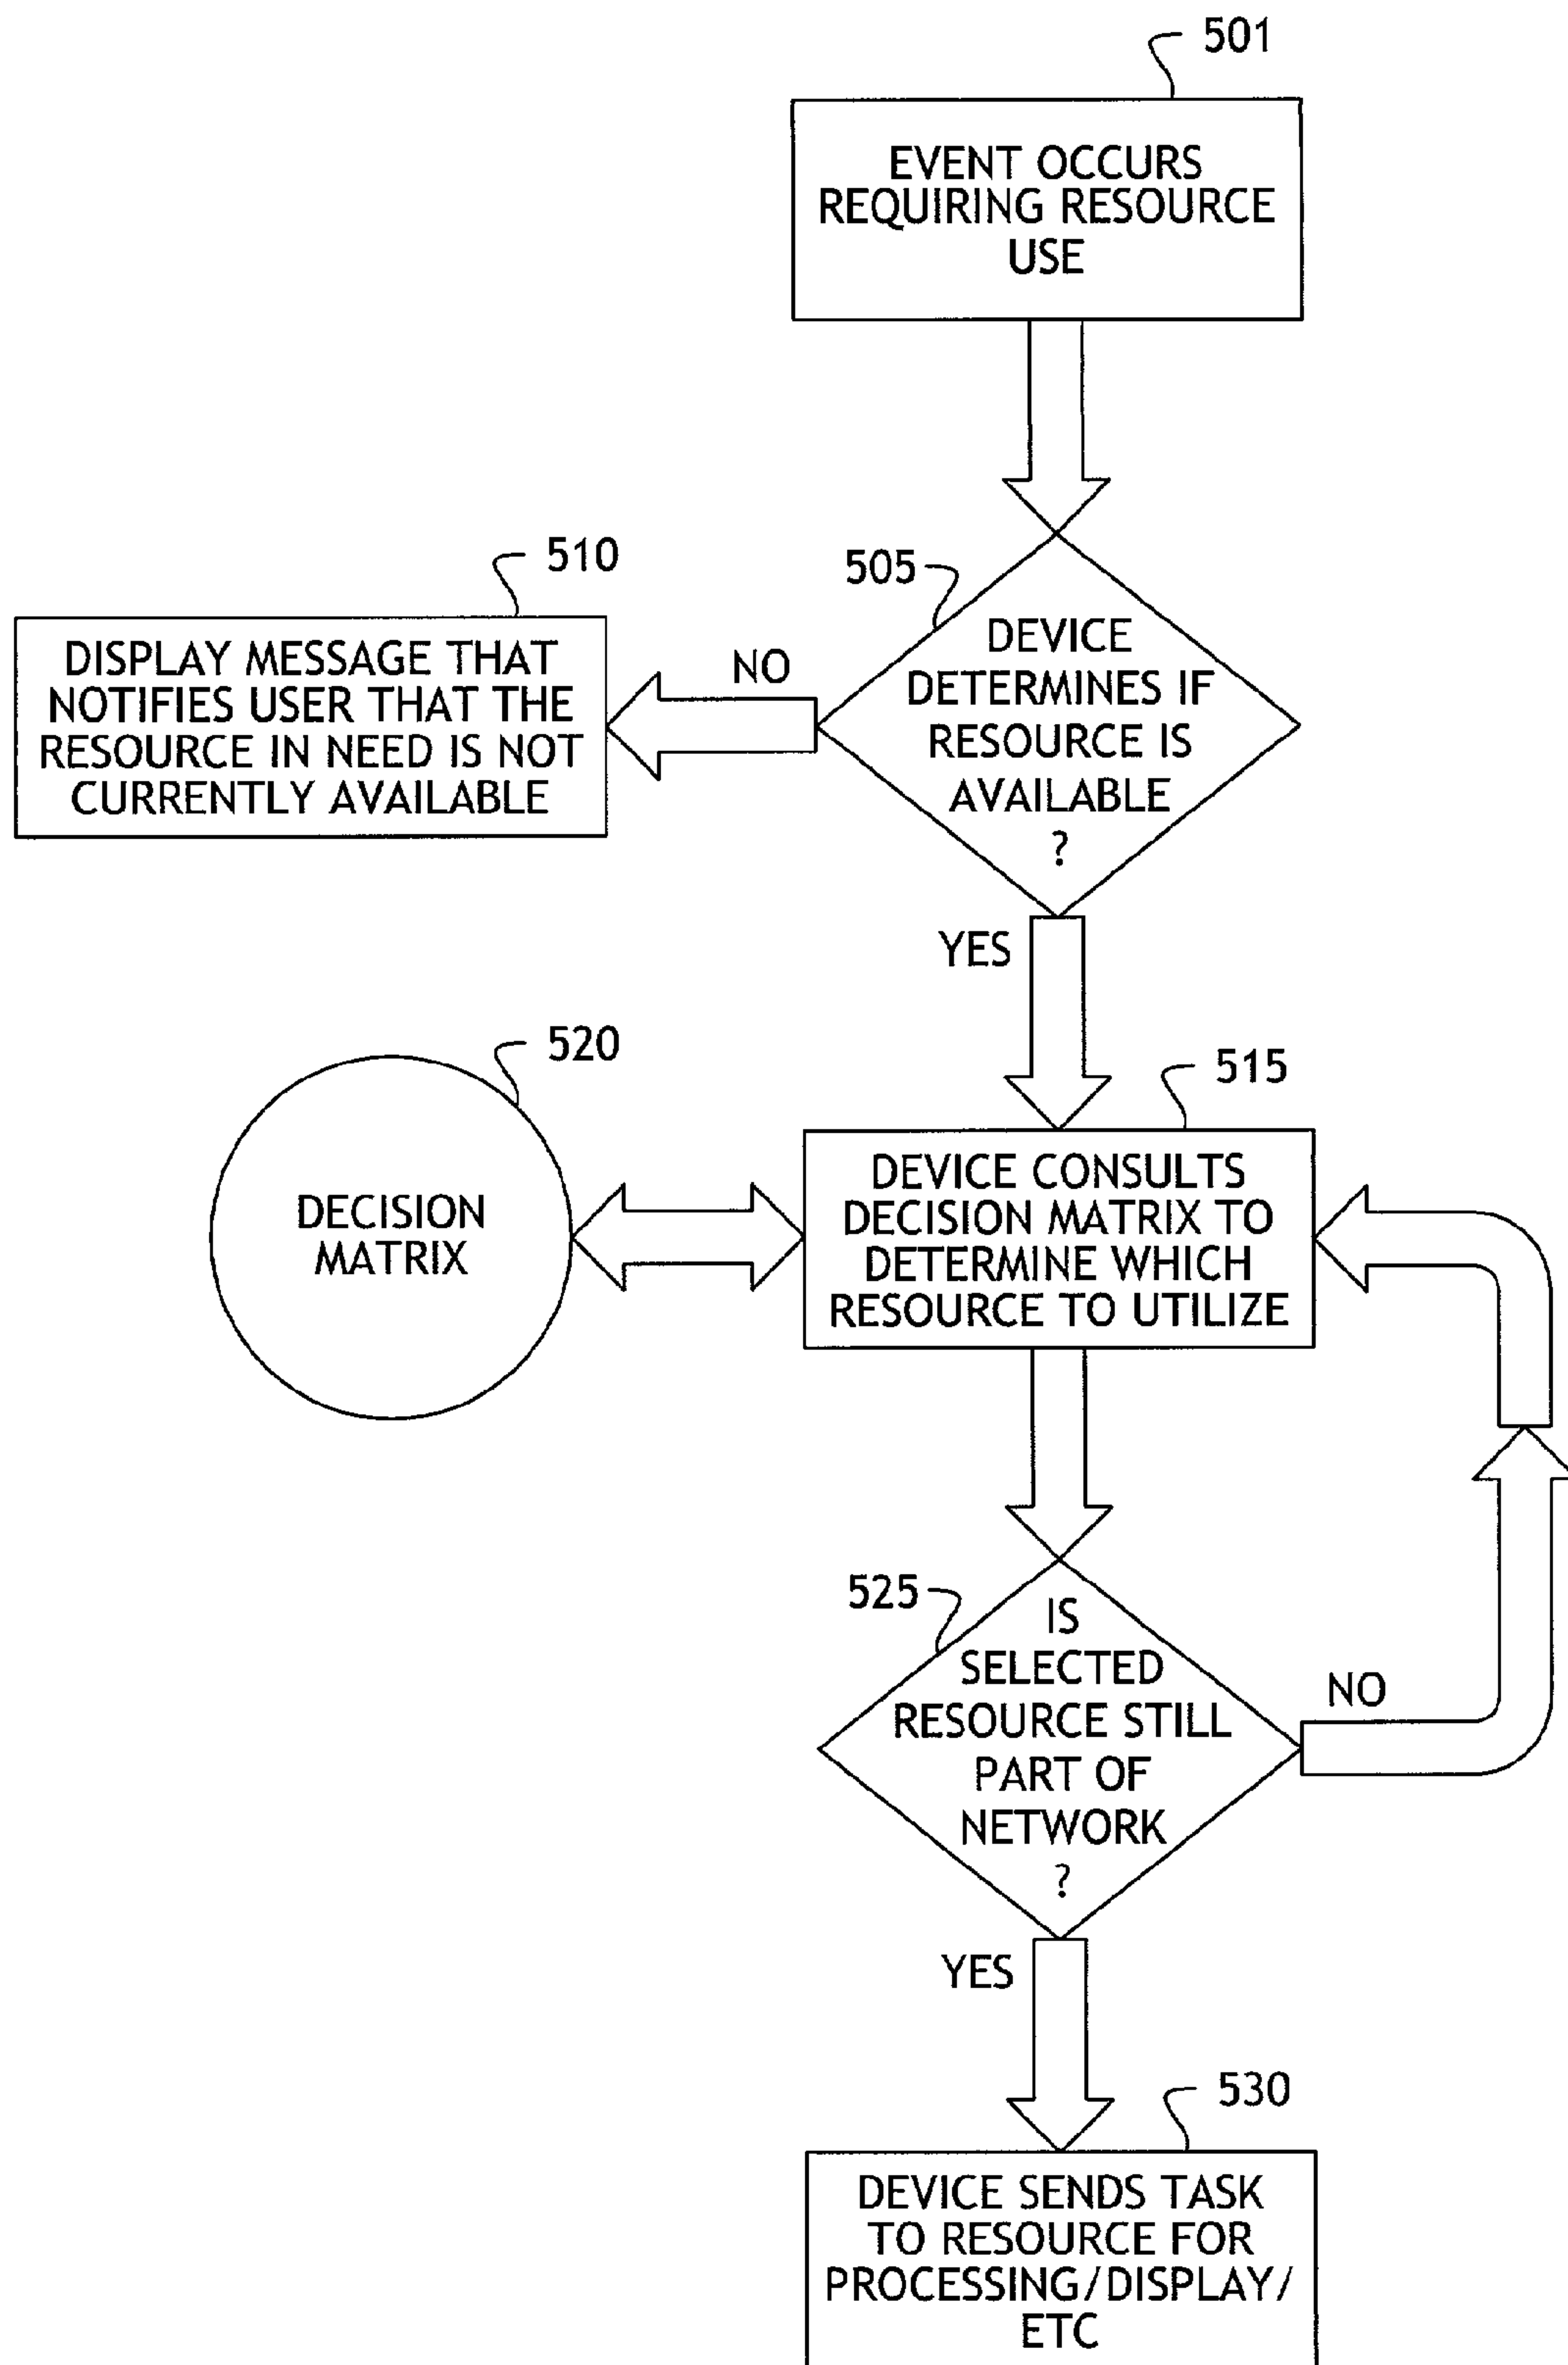 501
EVENT OCCURS
REQUIRING RESOURCE
USE
510
505
DISPLAY MESSAGE THAT
NOTIFIES USER THAT THE
RESOURCE IN NEED IS NOT
CURRENTLY AVAILABLE
NO
DEVICE
DETERMINES IF
RESOURCE IS
AVAILABLE
?
YES
520
515
DECISION
MATRIX
DEVICE CONSULTS
DECISION MATRIX TO
DETERMINE WHICH
RESOURCE TO UTILIZE
525
IS
SELECTED
RESOURCE STILL
PART OF
NETWORK
?
NO
YES
530
DEVICE SENDS TASK
TO RESOURCE FOR
PROCESSING/DISPLAY/
ETC